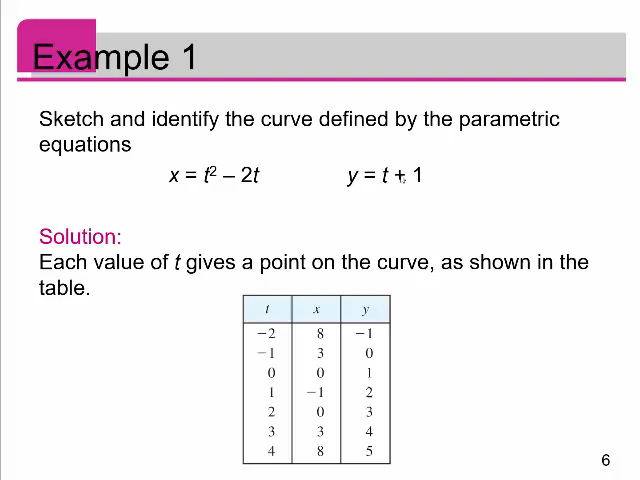 Example 1
Sketch and identify the curve defined by the parametric
equations
x = t² – 2t y = t + 1
Solution:
Each value of t gives a point on the curve, as shown in the
table.
t x y
−2 8 −1
−1 3 0
0 0 1
1 −1 2
2 0 3
3 3 4
4 8 5
6